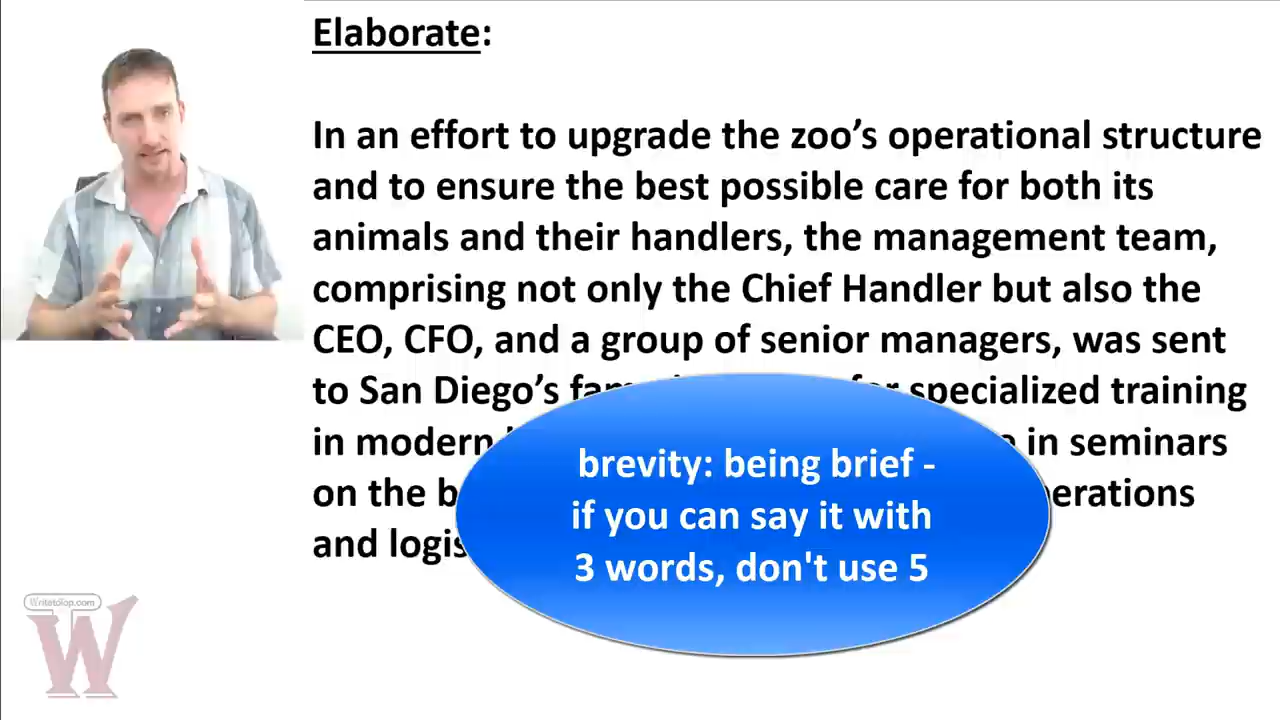 Elaborate:
In an effort to upgrade the zoo’s operational structure
and to ensure the best possible care for both its
animals and their handlers, the management team,
comprising not only the Chief Handler but also the
CEO, CFO, and a group of senior managers, was sent
to San Diego’s specialized training
in modern in seminars
on the
and
brevity: being brief -
if you can say it with
3 words, don't use 5
Writetotop.com
W